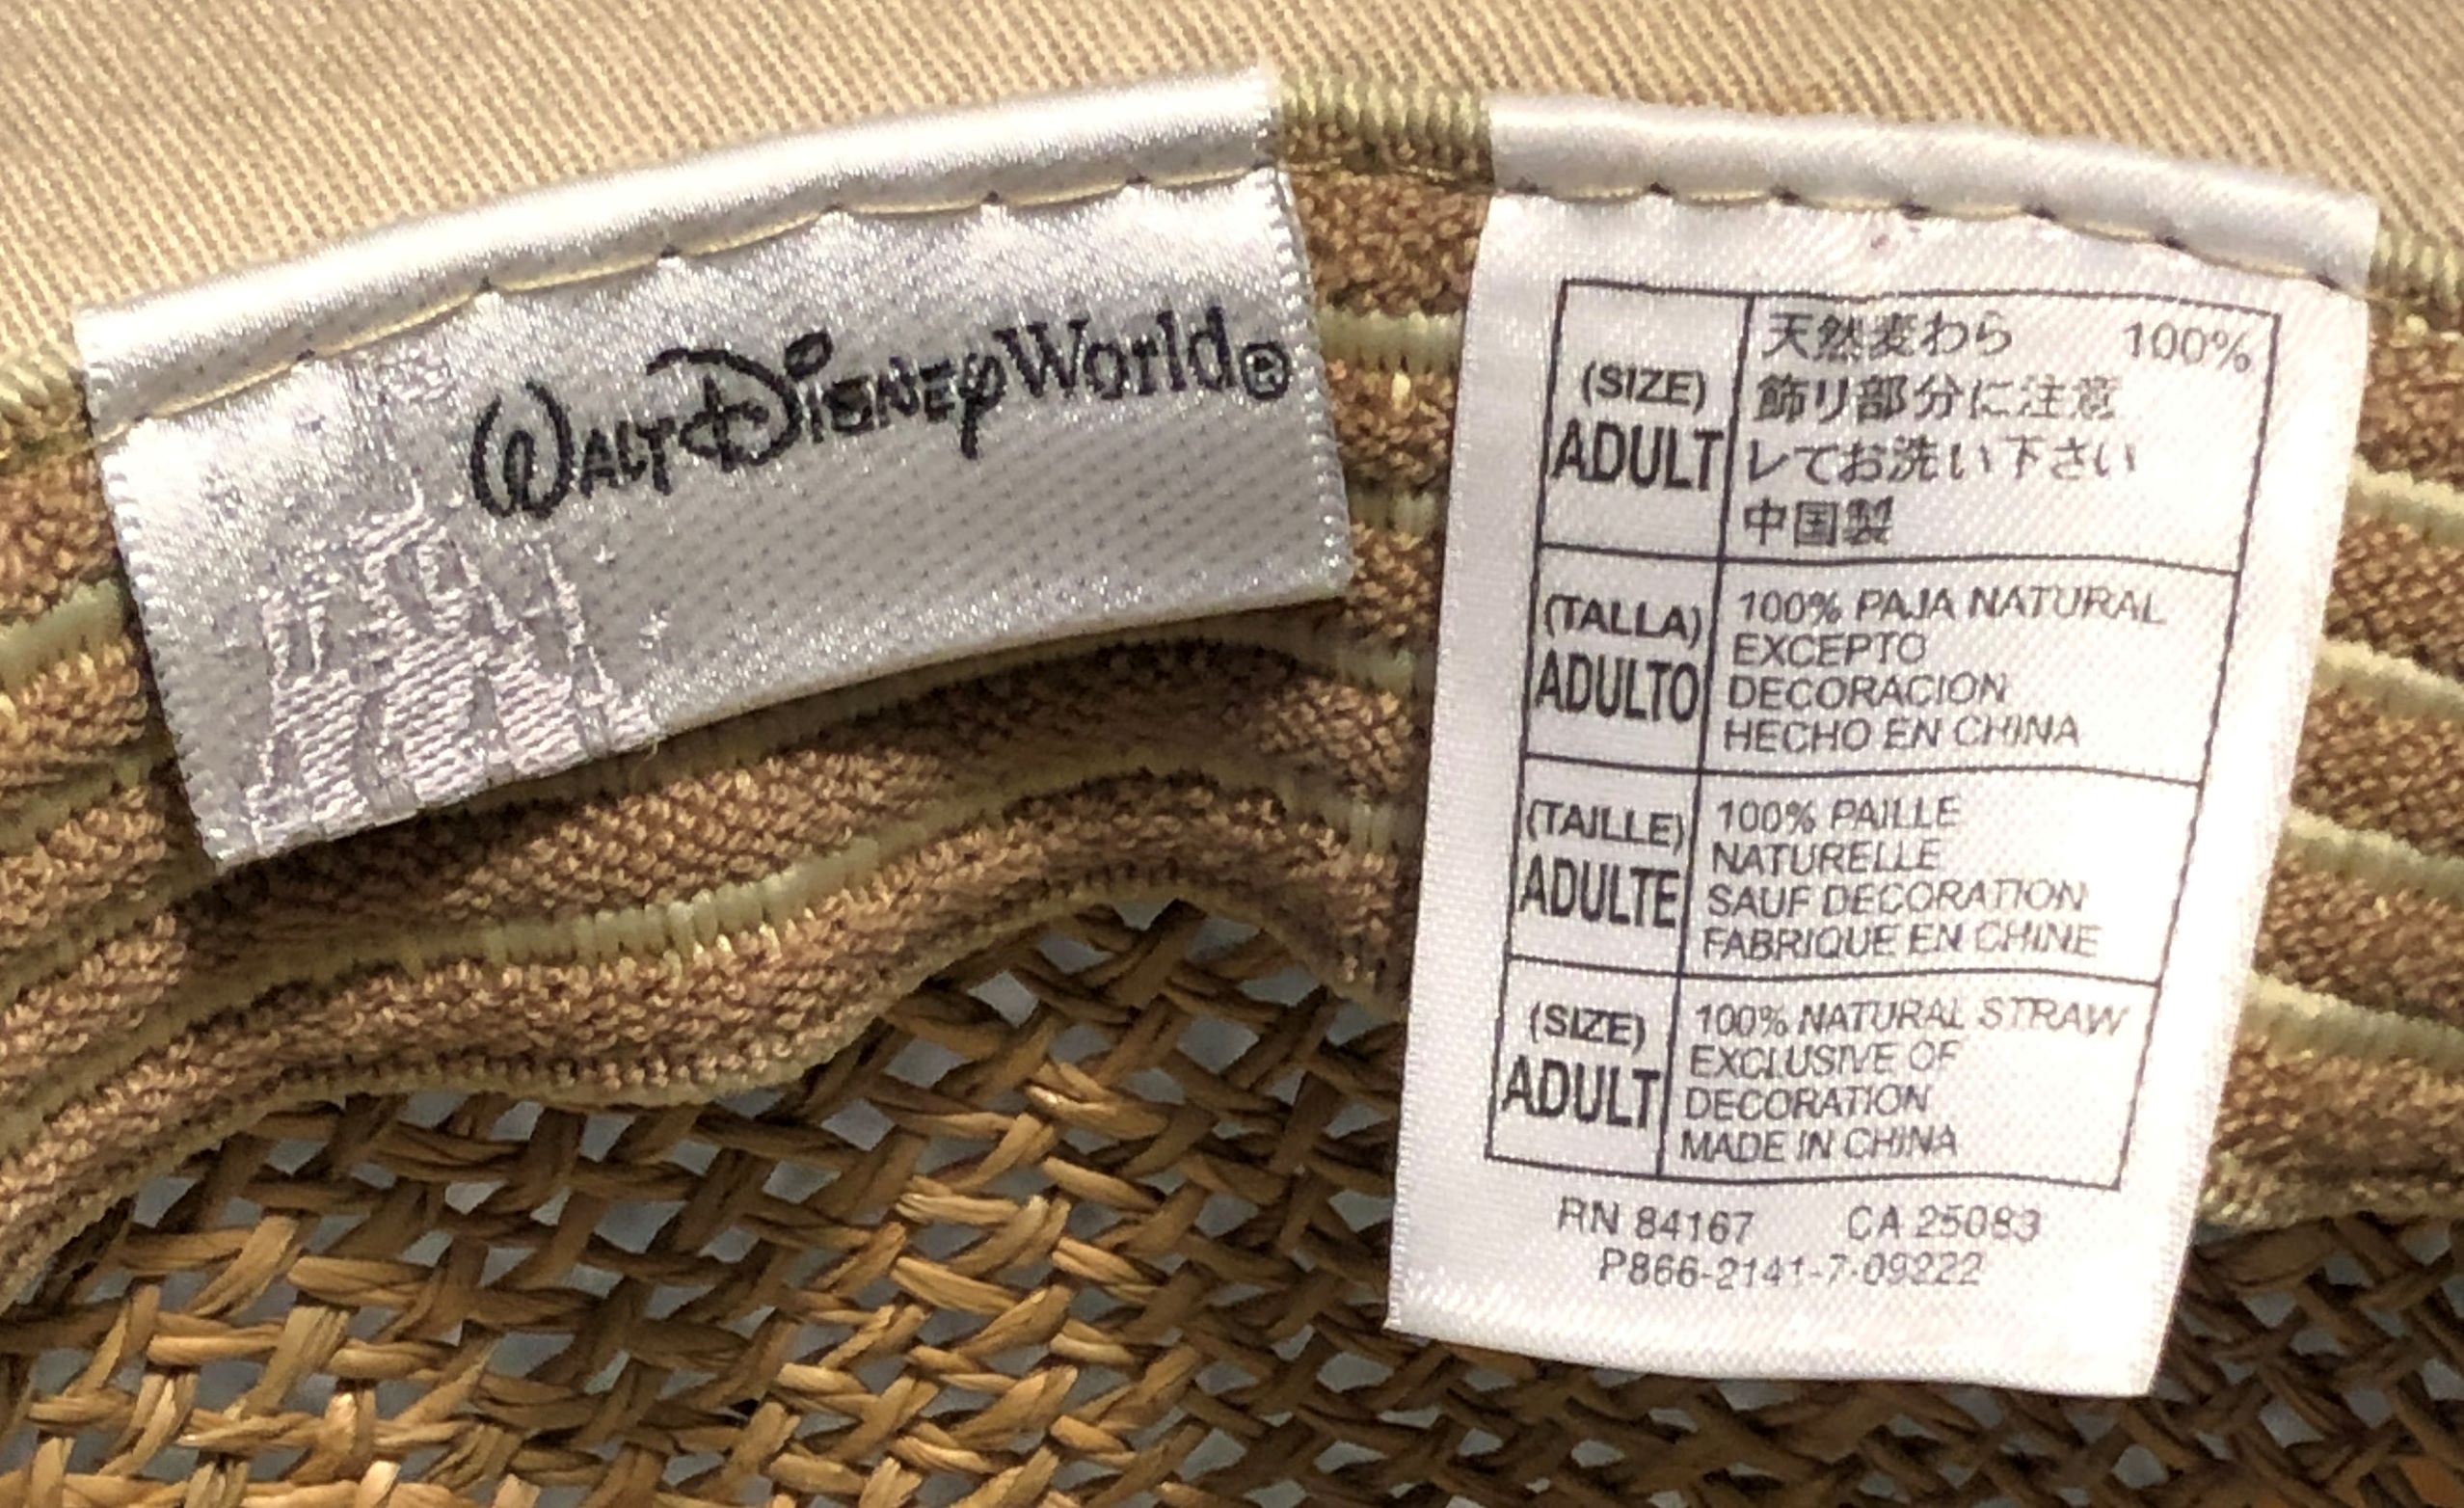 WALT DISNEY World®
(SIZE)
ADULT
天然変わら 100%
飾リ部分に注意
レてお洗い下さい
中国製
(TALLA)
ADULTO
100% PAJA NATURAL
EXCEPTO
DECORACION
HECHO EN CHINA
(TAILLE)
ADULTE
100% PAILLE
NATURELLE
SAUF DECORATION
FABRIQUE EN CHINE
(SIZE)
ADULT
100% NATURAL STRAW
EXCLUSIVE OF
DECORATION
MADE IN CHINA
RN 84167 CA 25083
P866-2141-7-09222